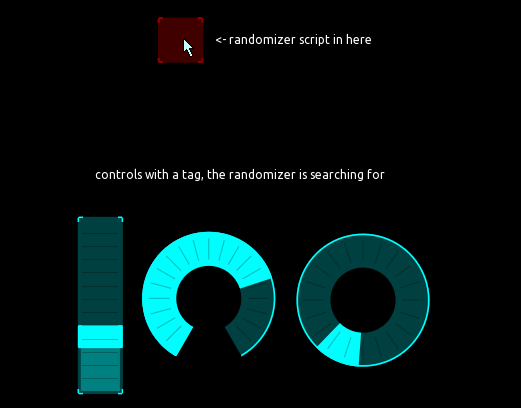 <- randomizer script in here
controls with a tag, the randomizer is searching for